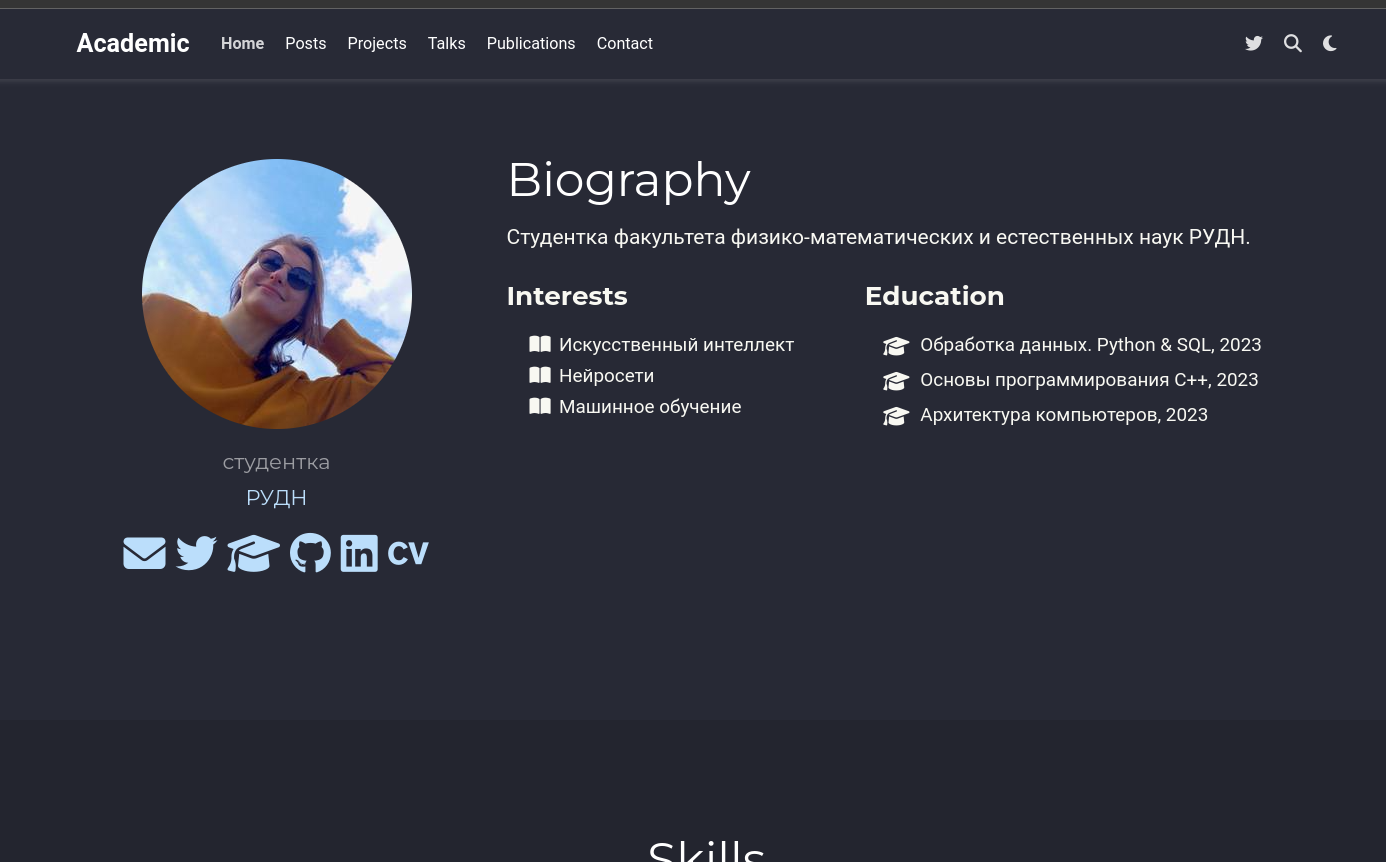 Academic Home Posts Projects Talks Publications Contact
Biography
Студентка факультета физико-математических и естественных наук РУДН.
Interests
Искусственный интеллект
Нейросети
Машинное обучение
Education
Обработка данных. Python & SQL, 2023
Основы программирования C++, 2023
Архитектура компьютеров, 2023
студентка
РУДН
in CV
Skills